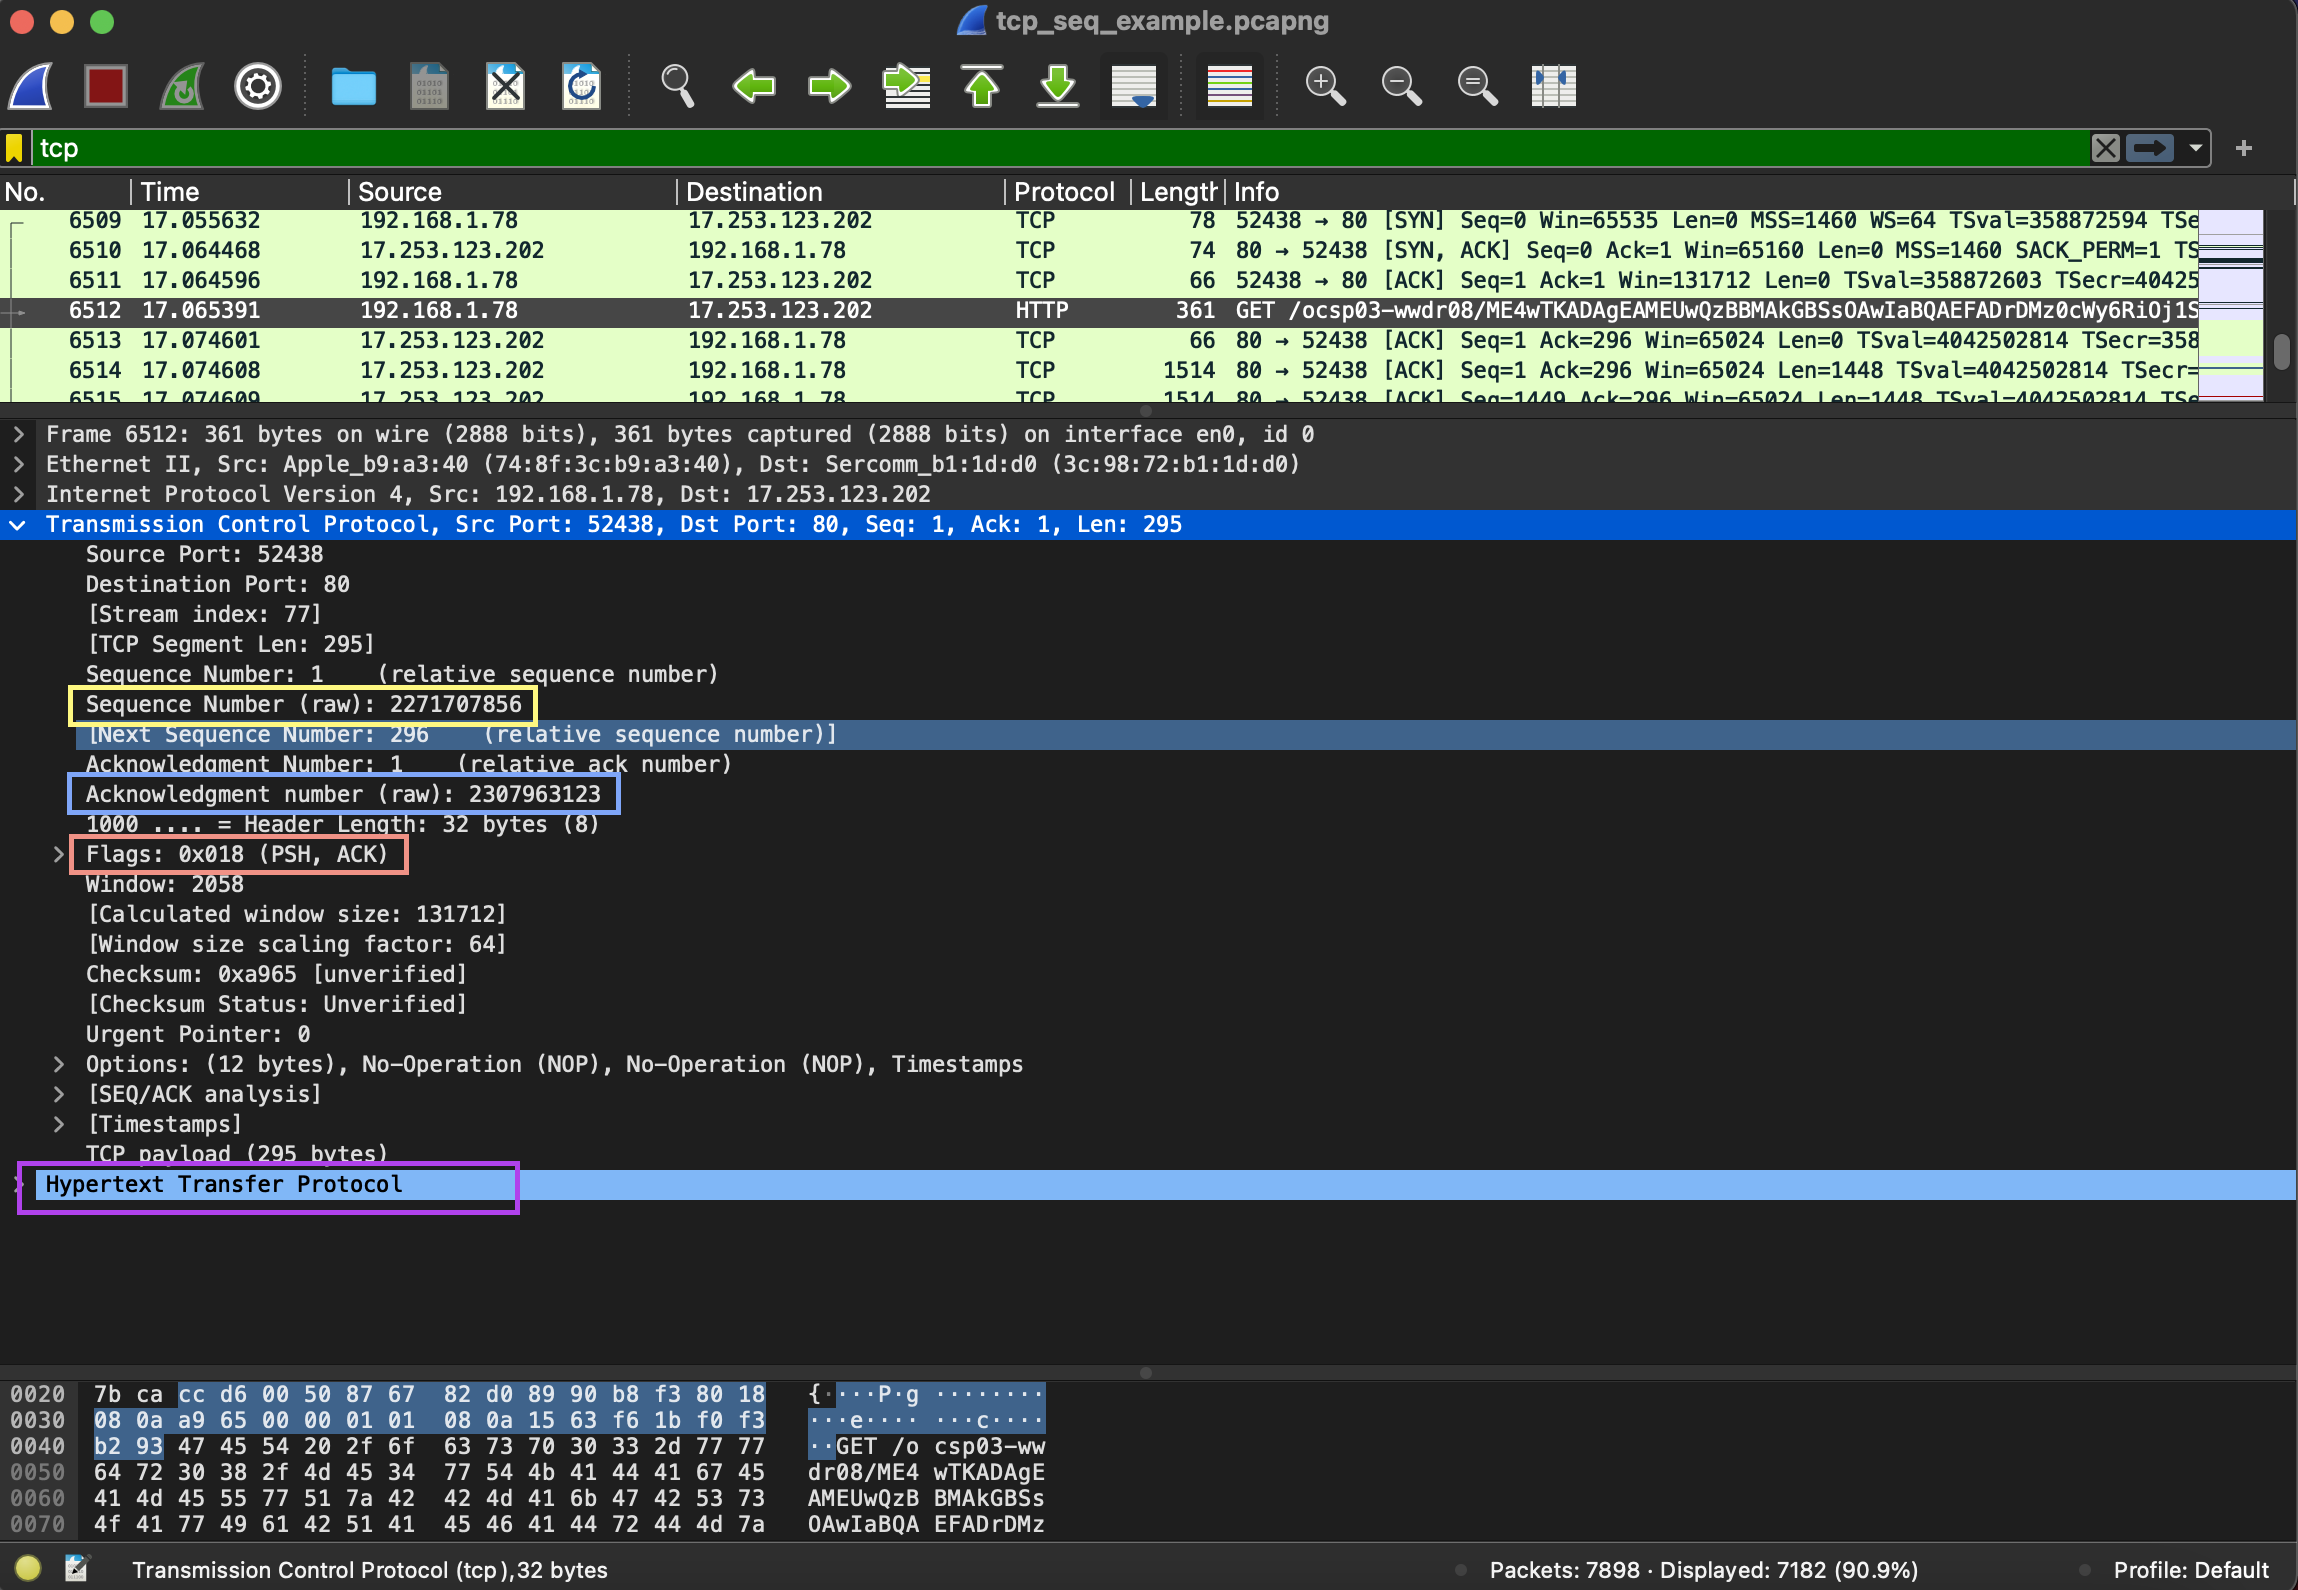 tcp_seq_example.pcapng
tcp
No. Time Source Destination Protocol Length Info
6509 17.055632 192.168.1.78 17.253.123.202 TCP 78 52438 → 80 [SYN] Seq=0 Win=65535 Len=0 MSS=1460 WS=64 TSval=358872594 TSe
6510 17.064468 17.253.123.202 192.168.1.78 TCP 74 80 → 52438 [SYN, ACK] Seq=0 Ack=1 Win=65160 Len=0 MSS=1460 SACK_PERM=1 TS
6511 17.064596 192.168.1.78 17.253.123.202 TCP 66 52438 → 80 [ACK] Seq=1 Ack=1 Win=131712 Len=0 TSval=358872603 TSecr=40425
6512 17.065391 192.168.1.78 17.253.123.202 HTTP 361 GET /ocsp03-wwdr08/ME4wTKADAgEAMEUwQzBBMAkGBSsOAwIaBQAEFADrDMz0cWy6RiOj1S
6513 17.074601 17.253.123.202 192.168.1.78 TCP 66 80 → 52438 [ACK] Seq=1 Ack=296 Win=65024 Len=0 TSval=4042502814 TSecr=358
6514 17.074608 17.253.123.202 192.168.1.78 TCP 1514 80 → 52438 [ACK] Seq=1 Ack=296 Win=65024 Len=1448 TSval=4042502814 TSecr=
6515 17.074609 17.253.123.202 192.168.1.78 TCP 1514 80 → 52438 [ACK] Seq=1449 Ack=296 Win=65024 Len=1448 TSval=4042502814 TSe
Frame 6512: 361 bytes on wire (2888 bits), 361 bytes captured (2888 bits) on interface en0, id 0
Ethernet II, Src: Apple_b9:a3:40 (74:8f:3c:b9:a3:40), Dst: Sercomm_b1:1d:d0 (3c:98:72:b1:1d:d0)
Internet Protocol Version 4, Src: 192.168.1.78, Dst: 17.253.123.202
Transmission Control Protocol, Src Port: 52438, Dst Port: 80, Seq: 1, Ack: 1, Len: 295
Source Port: 52438
Destination Port: 80
[Stream index: 77]
[TCP Segment Len: 295]
Sequence Number: 1 (relative sequence number)
Sequence Number (raw): 2271707856
[Next Sequence Number: 296 (relative sequence number)]
Acknowledgment Number: 1 (relative ack number)
Acknowledgment number (raw): 2307963123
1000 .... = Header Length: 32 bytes (8)
Flags: 0x018 (PSH, ACK)
Window: 2058
[Calculated window size: 131712]
[Window size scaling factor: 64]
Checksum: 0xa965 [unverified]
[Checksum Status: Unverified]
Urgent Pointer: 0
Options: (12 bytes), No-Operation (NOP), No-Operation (NOP), Timestamps
[SEQ/ACK analysis]
[Timestamps]
TCP payload (295 bytes)
Hypertext Transfer Protocol
0020 7b ca cc d6 00 50 87 67 82 d0 89 90 b8 f3 80 18 {····P·g ········
0030 08 0a a9 65 00 00 01 01 08 0a 15 63 f6 1b f0 f3 ···e···· ···c····
0040 b2 93 47 45 54 20 2f 6f 63 73 70 30 33 2d 77 77 ··GET /o csp03-ww
0050 64 72 30 38 2f 4d 45 34 77 54 4b 41 44 41 67 45 dr08/ME4 wTKADAgE
0060 41 4d 45 55 77 51 7a 42 42 4d 41 6b 47 42 53 73 AMEUwQzB BMAkGBSs
0070 4f 41 77 49 61 42 51 41 45 46 41 44 72 44 4d 7a OAwIaBQA EFADrDMz
Transmission Control Protocol (tcp), 32 bytes Packets: 7898 · Displayed: 7182 (90.9%) Profile: Default